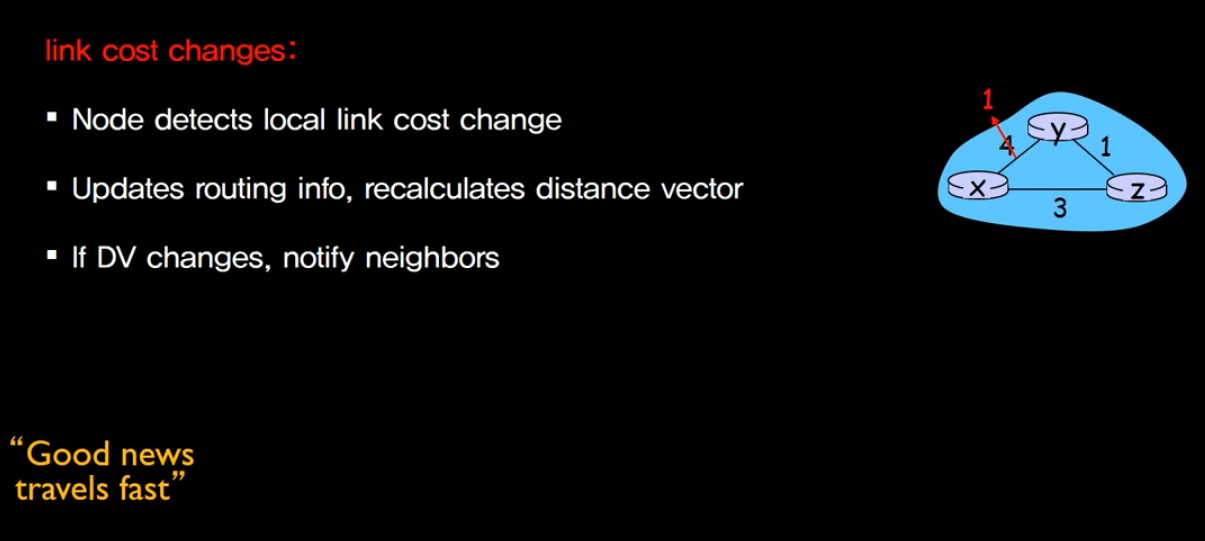 link cost changes:
▪ Node detects local link cost change
▪ Updates routing info, recalculates distance vector
▪ If DV changes, notify neighbors
1
4
y
1
x
z
3
“Good news
travels fast”